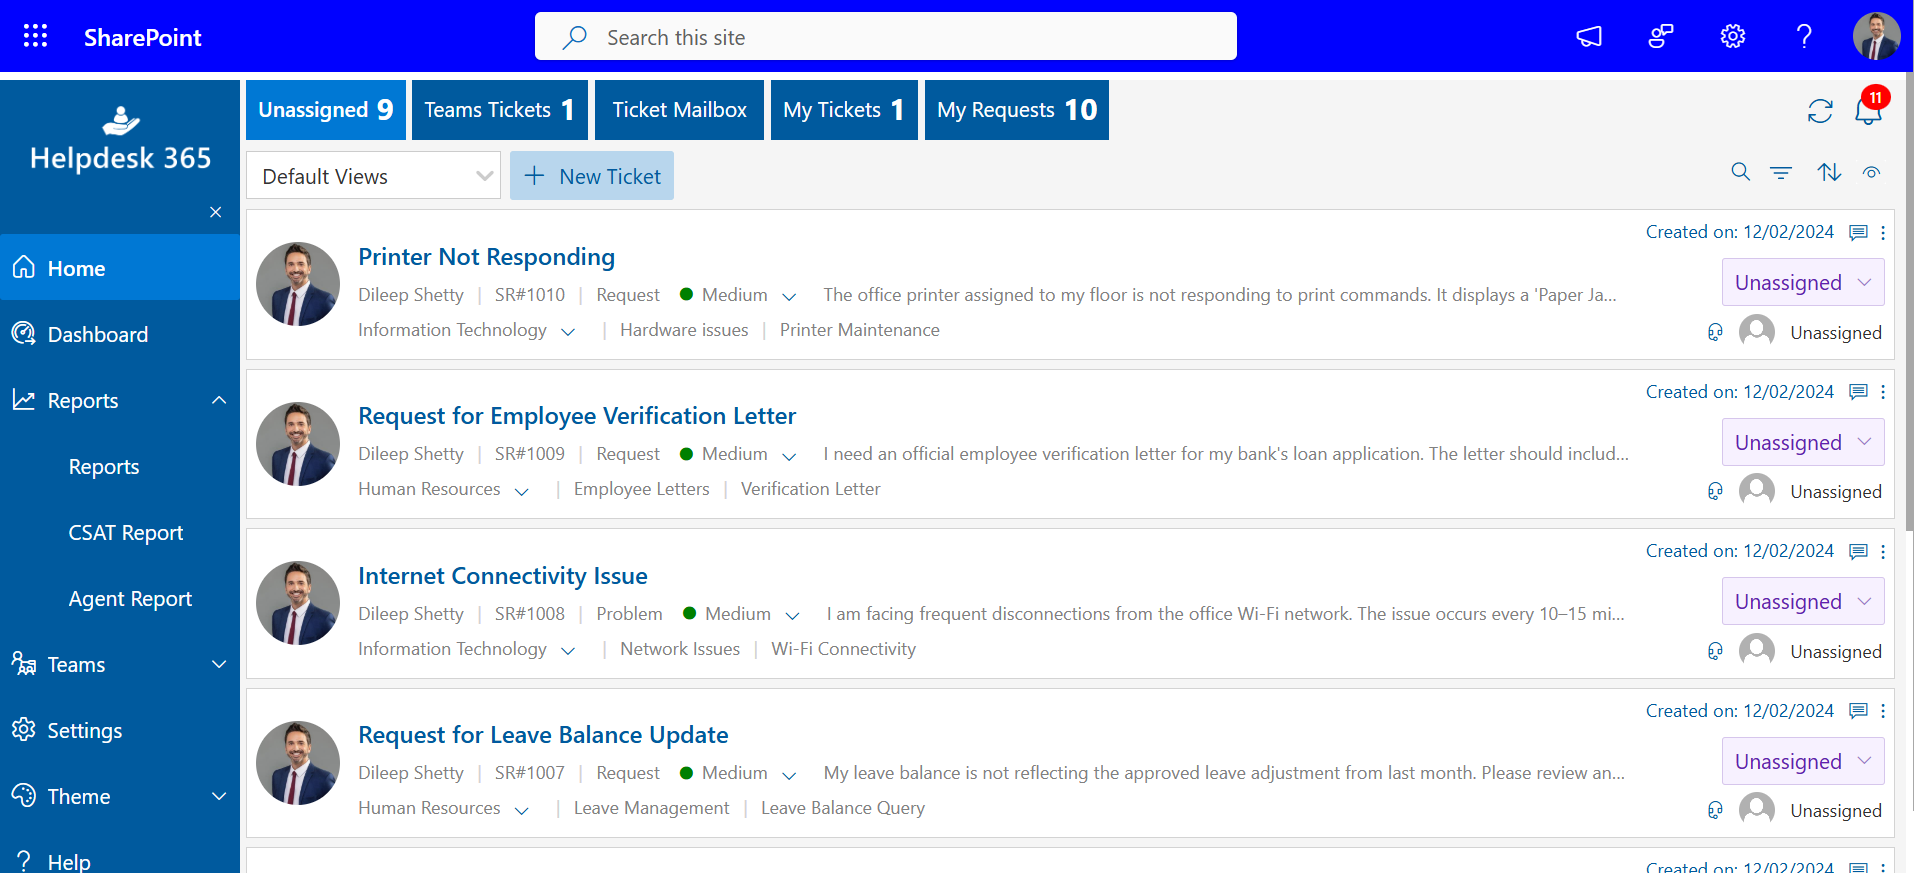 SharePoint
Search this site
Helpdesk 365
Unassigned 9
Teams Tickets 1
Ticket Mailbox
My Tickets 1
My Requests 10
11
Default Views
New Ticket
Home
Dashboard
Reports
Reports
CSAT Report
Agent Report
Teams
Settings
Theme
Help
Created on: 12/02/2024
Printer Not Responding
Dileep Shetty | SR#1010 | Request Medium The office printer assigned to my floor is not responding to print commands. It displays a 'Paper Ja...
Unassigned
Information Technology | Hardware issues | Printer Maintenance
Unassigned
Created on: 12/02/2024
Request for Employee Verification Letter
Dileep Shetty | SR#1009 | Request Medium I need an official employee verification letter for my bank's loan application. The letter should includ...
Unassigned
Human Resources | Employee Letters | Verification Letter
Unassigned
Created on: 12/02/2024
Internet Connectivity Issue
Dileep Shetty | SR#1008 | Problem Medium I am facing frequent disconnections from the office Wi-Fi network. The issue occurs every 10–15 mi...
Unassigned
Information Technology | Network Issues | Wi-Fi Connectivity
Unassigned
Created on: 12/02/2024
Request for Leave Balance Update
Dileep Shetty | SR#1007 | Request Medium My leave balance is not reflecting the approved leave adjustment from last month. Please review an...
Unassigned
Human Resources | Leave Management | Leave Balance Query
Unassigned
Created on: 12/02/2024